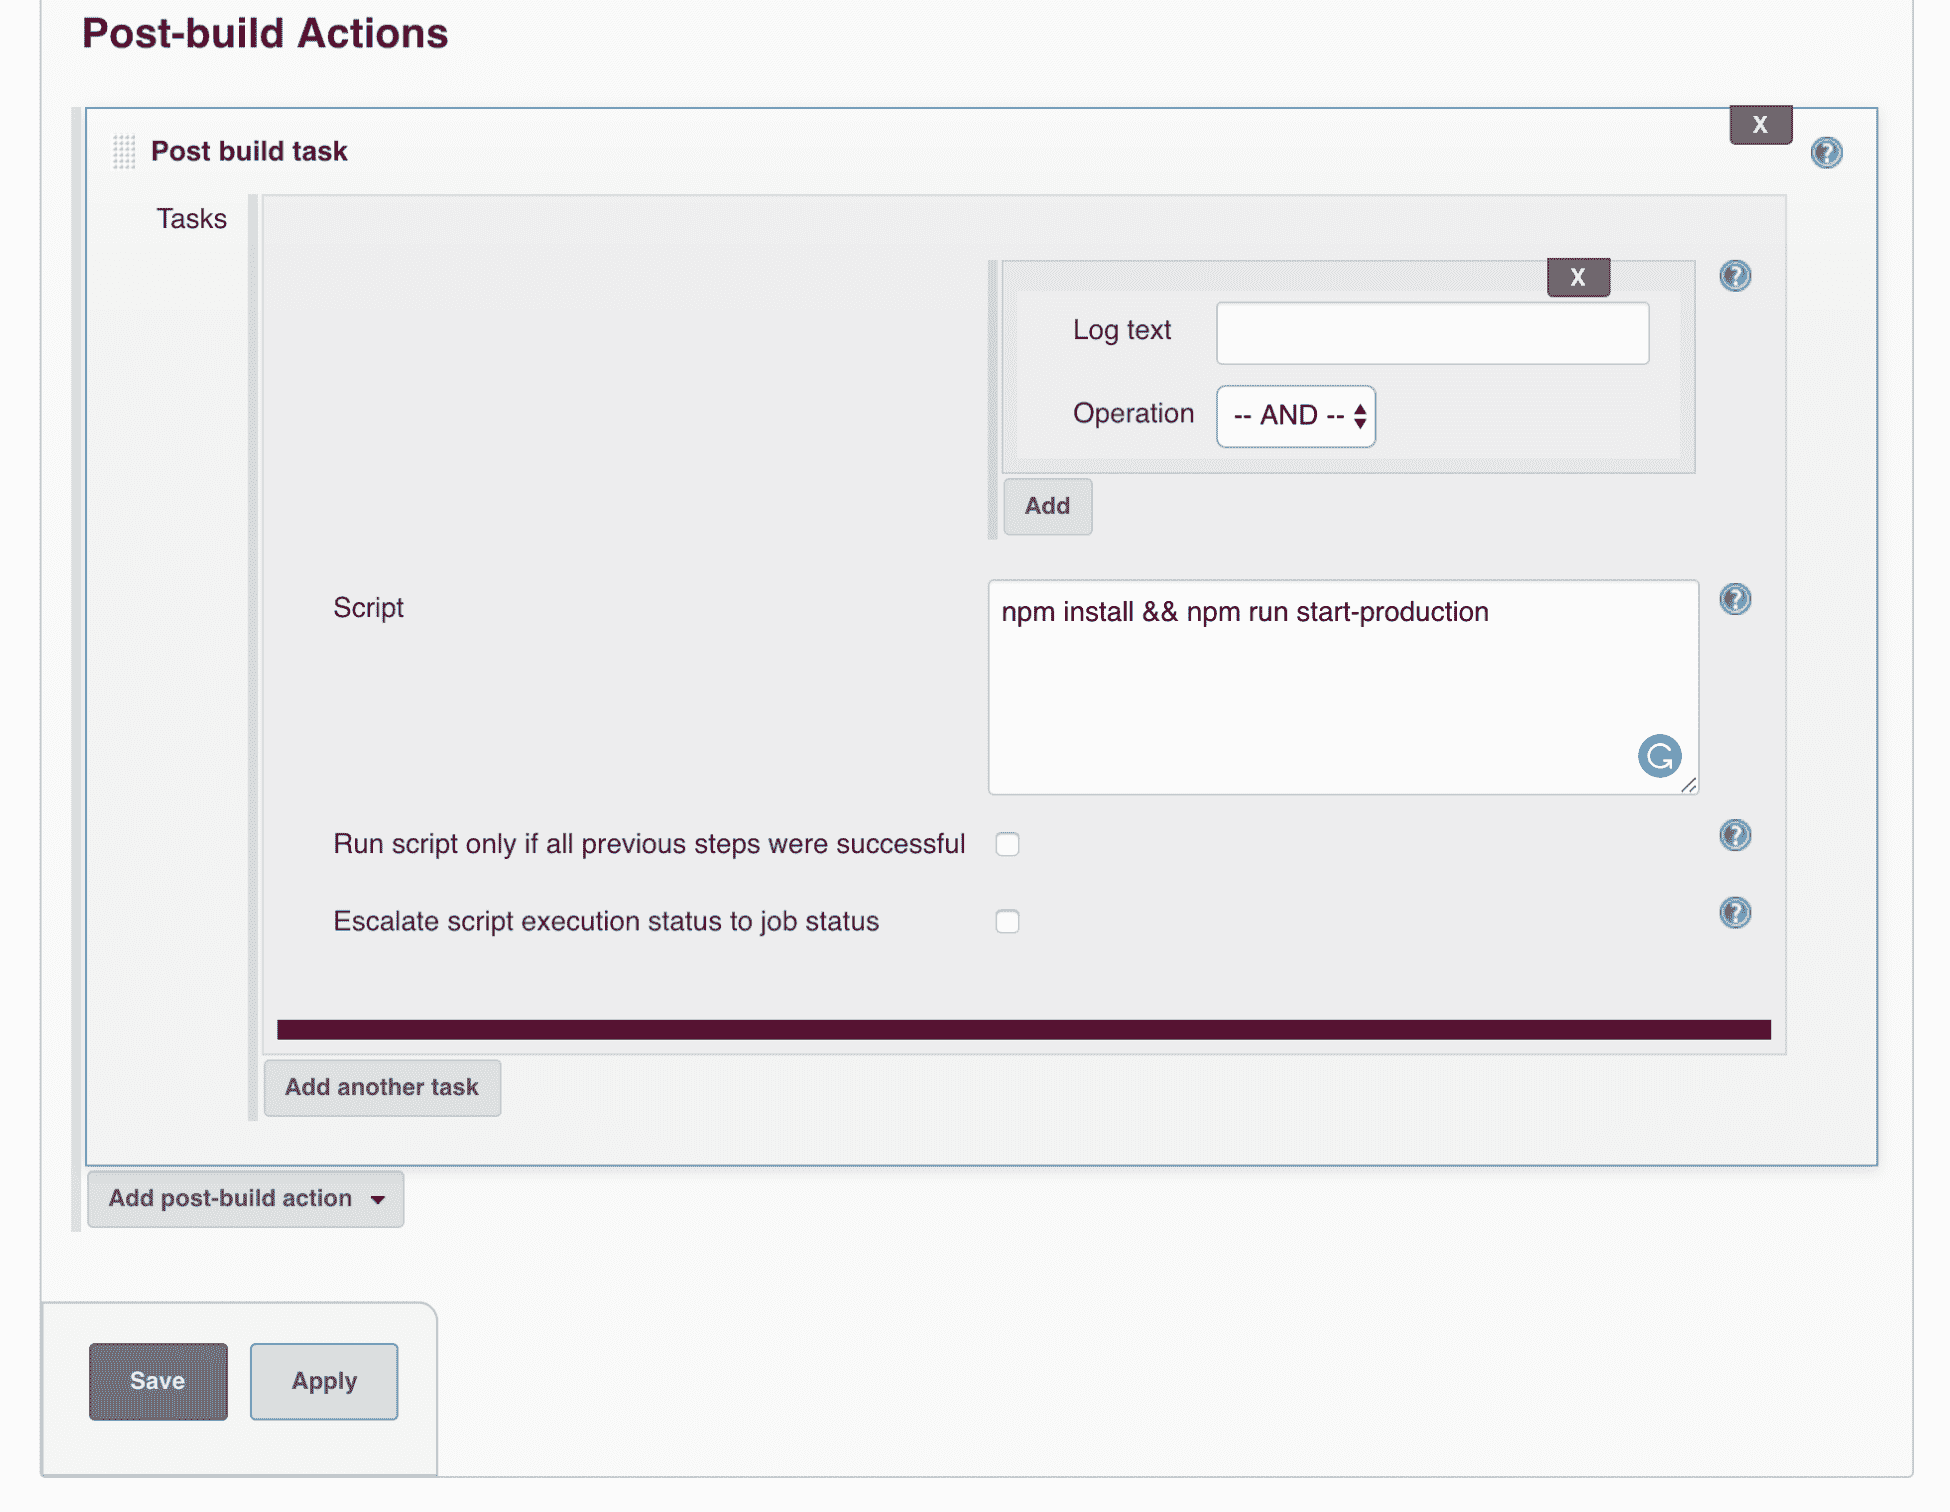 Post-build Actions
X
Post build task
?
Tasks
X
?
Log text
Operation
-- AND --
Add
Script
npm install && npm run start-production
?
G
Run script only if all previous steps were successful
?
Escalate script execution status to job status
?
Add another task
Add post-build action
Save
Apply